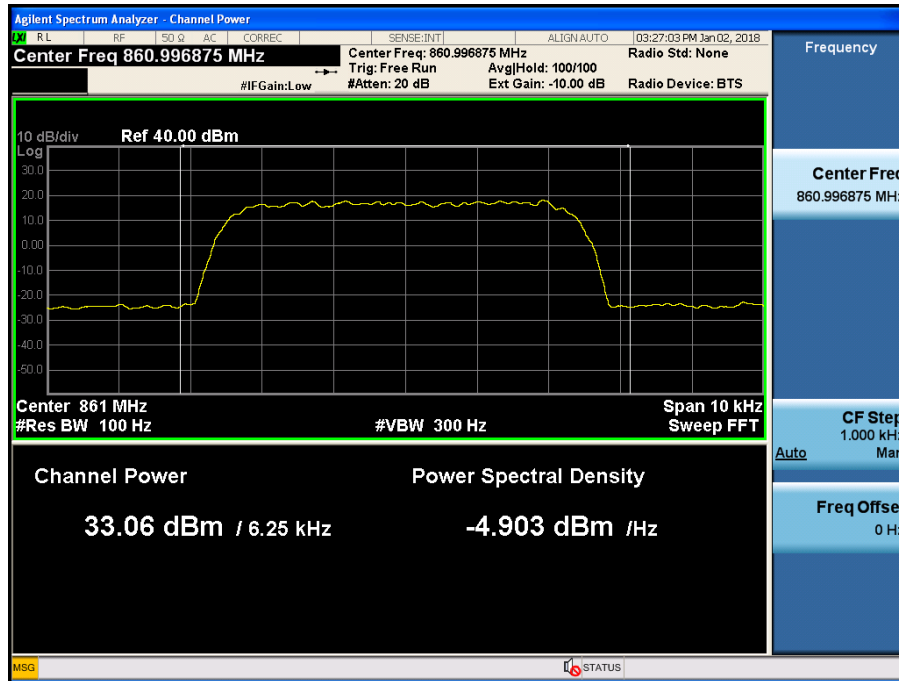 Agilent Spectrum Analyzer - Channel Power
LXI RL RF 50 Ω AC CORREC SENSE:INT ALIGN AUTO 03:27:03 PM Jan 02, 2018
Center Freq 860.996875 MHz
Center Freq: 860.996875 MHz Radio Std: None
Trig: Free Run Avg|Hold: 100/100
#IFGain:Low #Atten: 20 dB Ext Gain: -10.00 dB Radio Device: BTS
10 dB/div Ref 40.00 dBm
Log
30.0
20.0
10.0
0.00
-10.0
-20.0
-30.0
-40.0
-50.0
Center 861 MHz Span 10 kHz
#Res BW 100 Hz #VBW 300 Hz Sweep FFT
Channel Power Power Spectral Density
33.06 dBm / 6.25 kHz -4.903 dBm /Hz
MSG STATUS
Frequency
Center Freq
860.996875 MHz
CF Step
1.000 kHz
Auto Man
Freq Offse
0 Hz